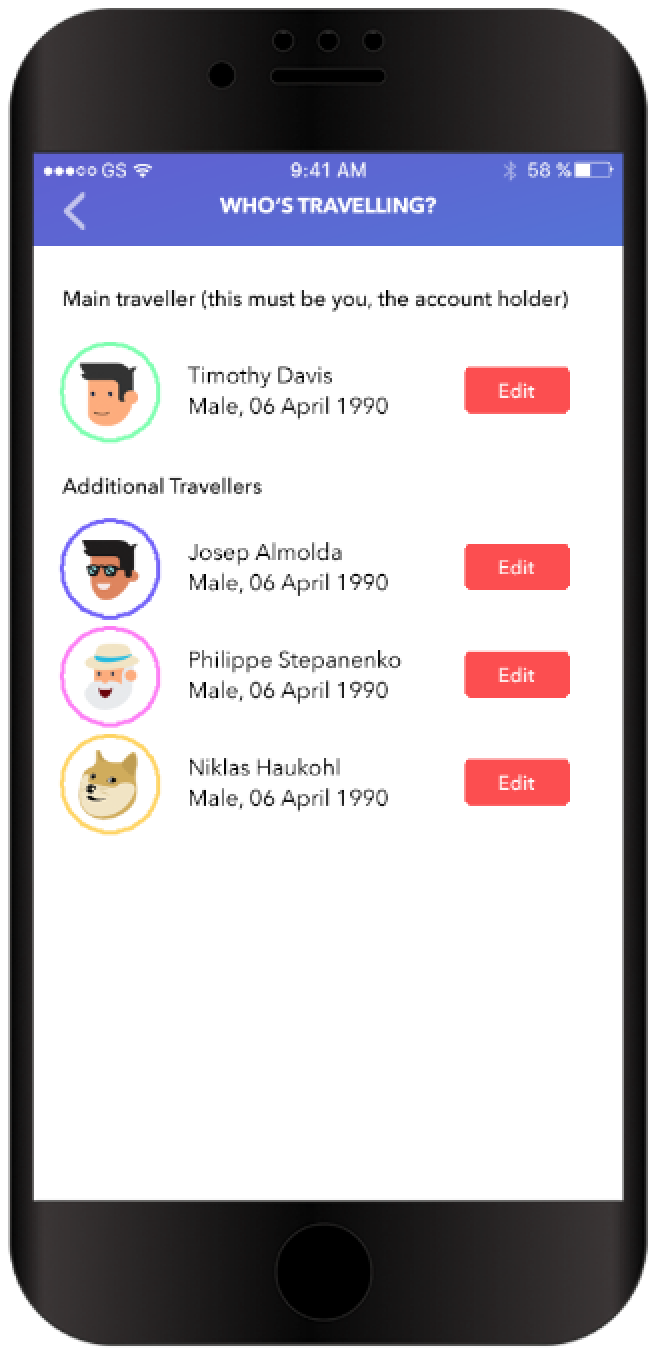 GS 9:41 AM 58 %
WHO'S TRAVELLING?
Main traveller (this must be you, the account holder)
Timothy Davis
Male, 06 April 1990
Edit
Additional Travellers
Josep Almolda
Male, 06 April 1990
Edit
Philippe Stepanenko
Male, 06 April 1990
Edit
Niklas Haukohl
Male, 06 April 1990
Edit